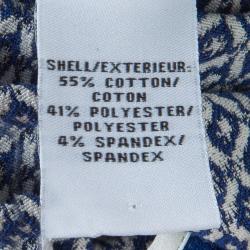 SHELL/EXTERIEUR:
55% COTTON/
COTON
41% POLYESTER/
POLYESTER
4% SPANDEX/
SPANDEX